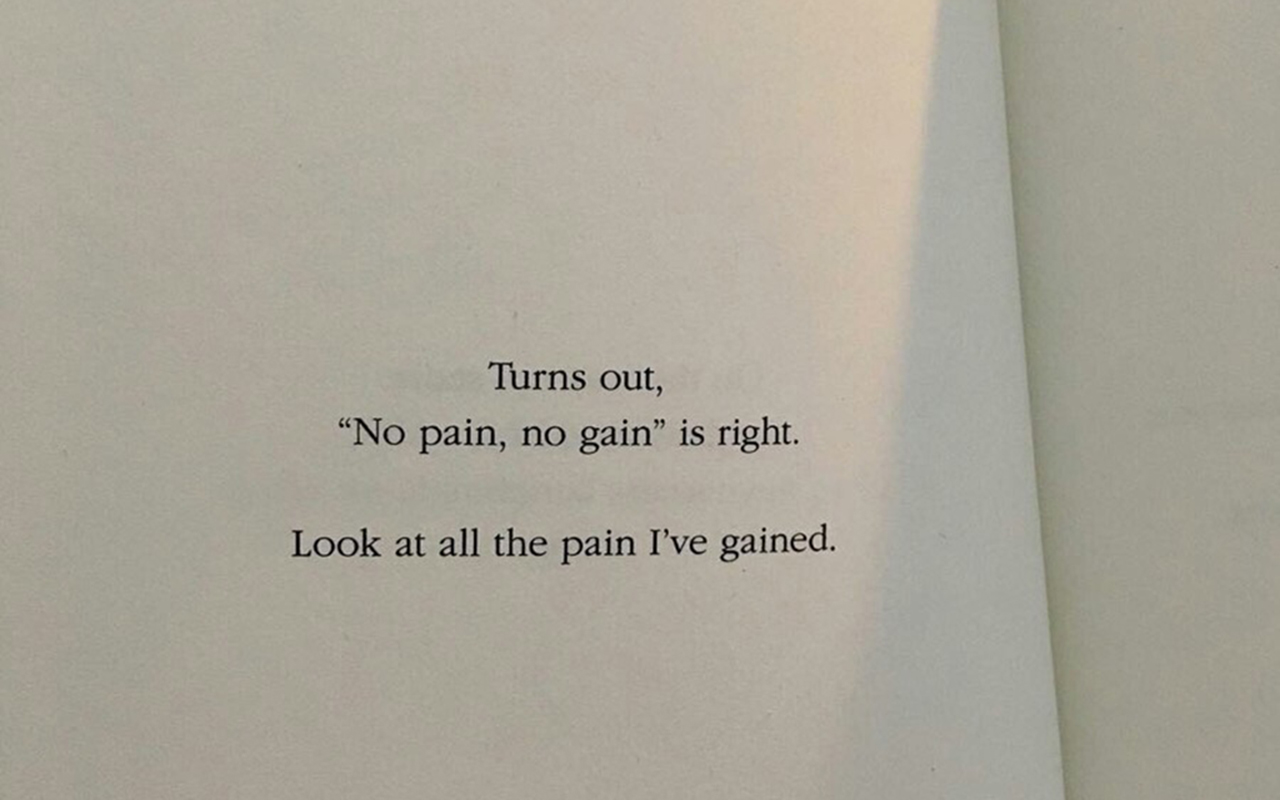 Turns out,
“No pain, no gain” is right.
Look at all the pain I’ve gained.